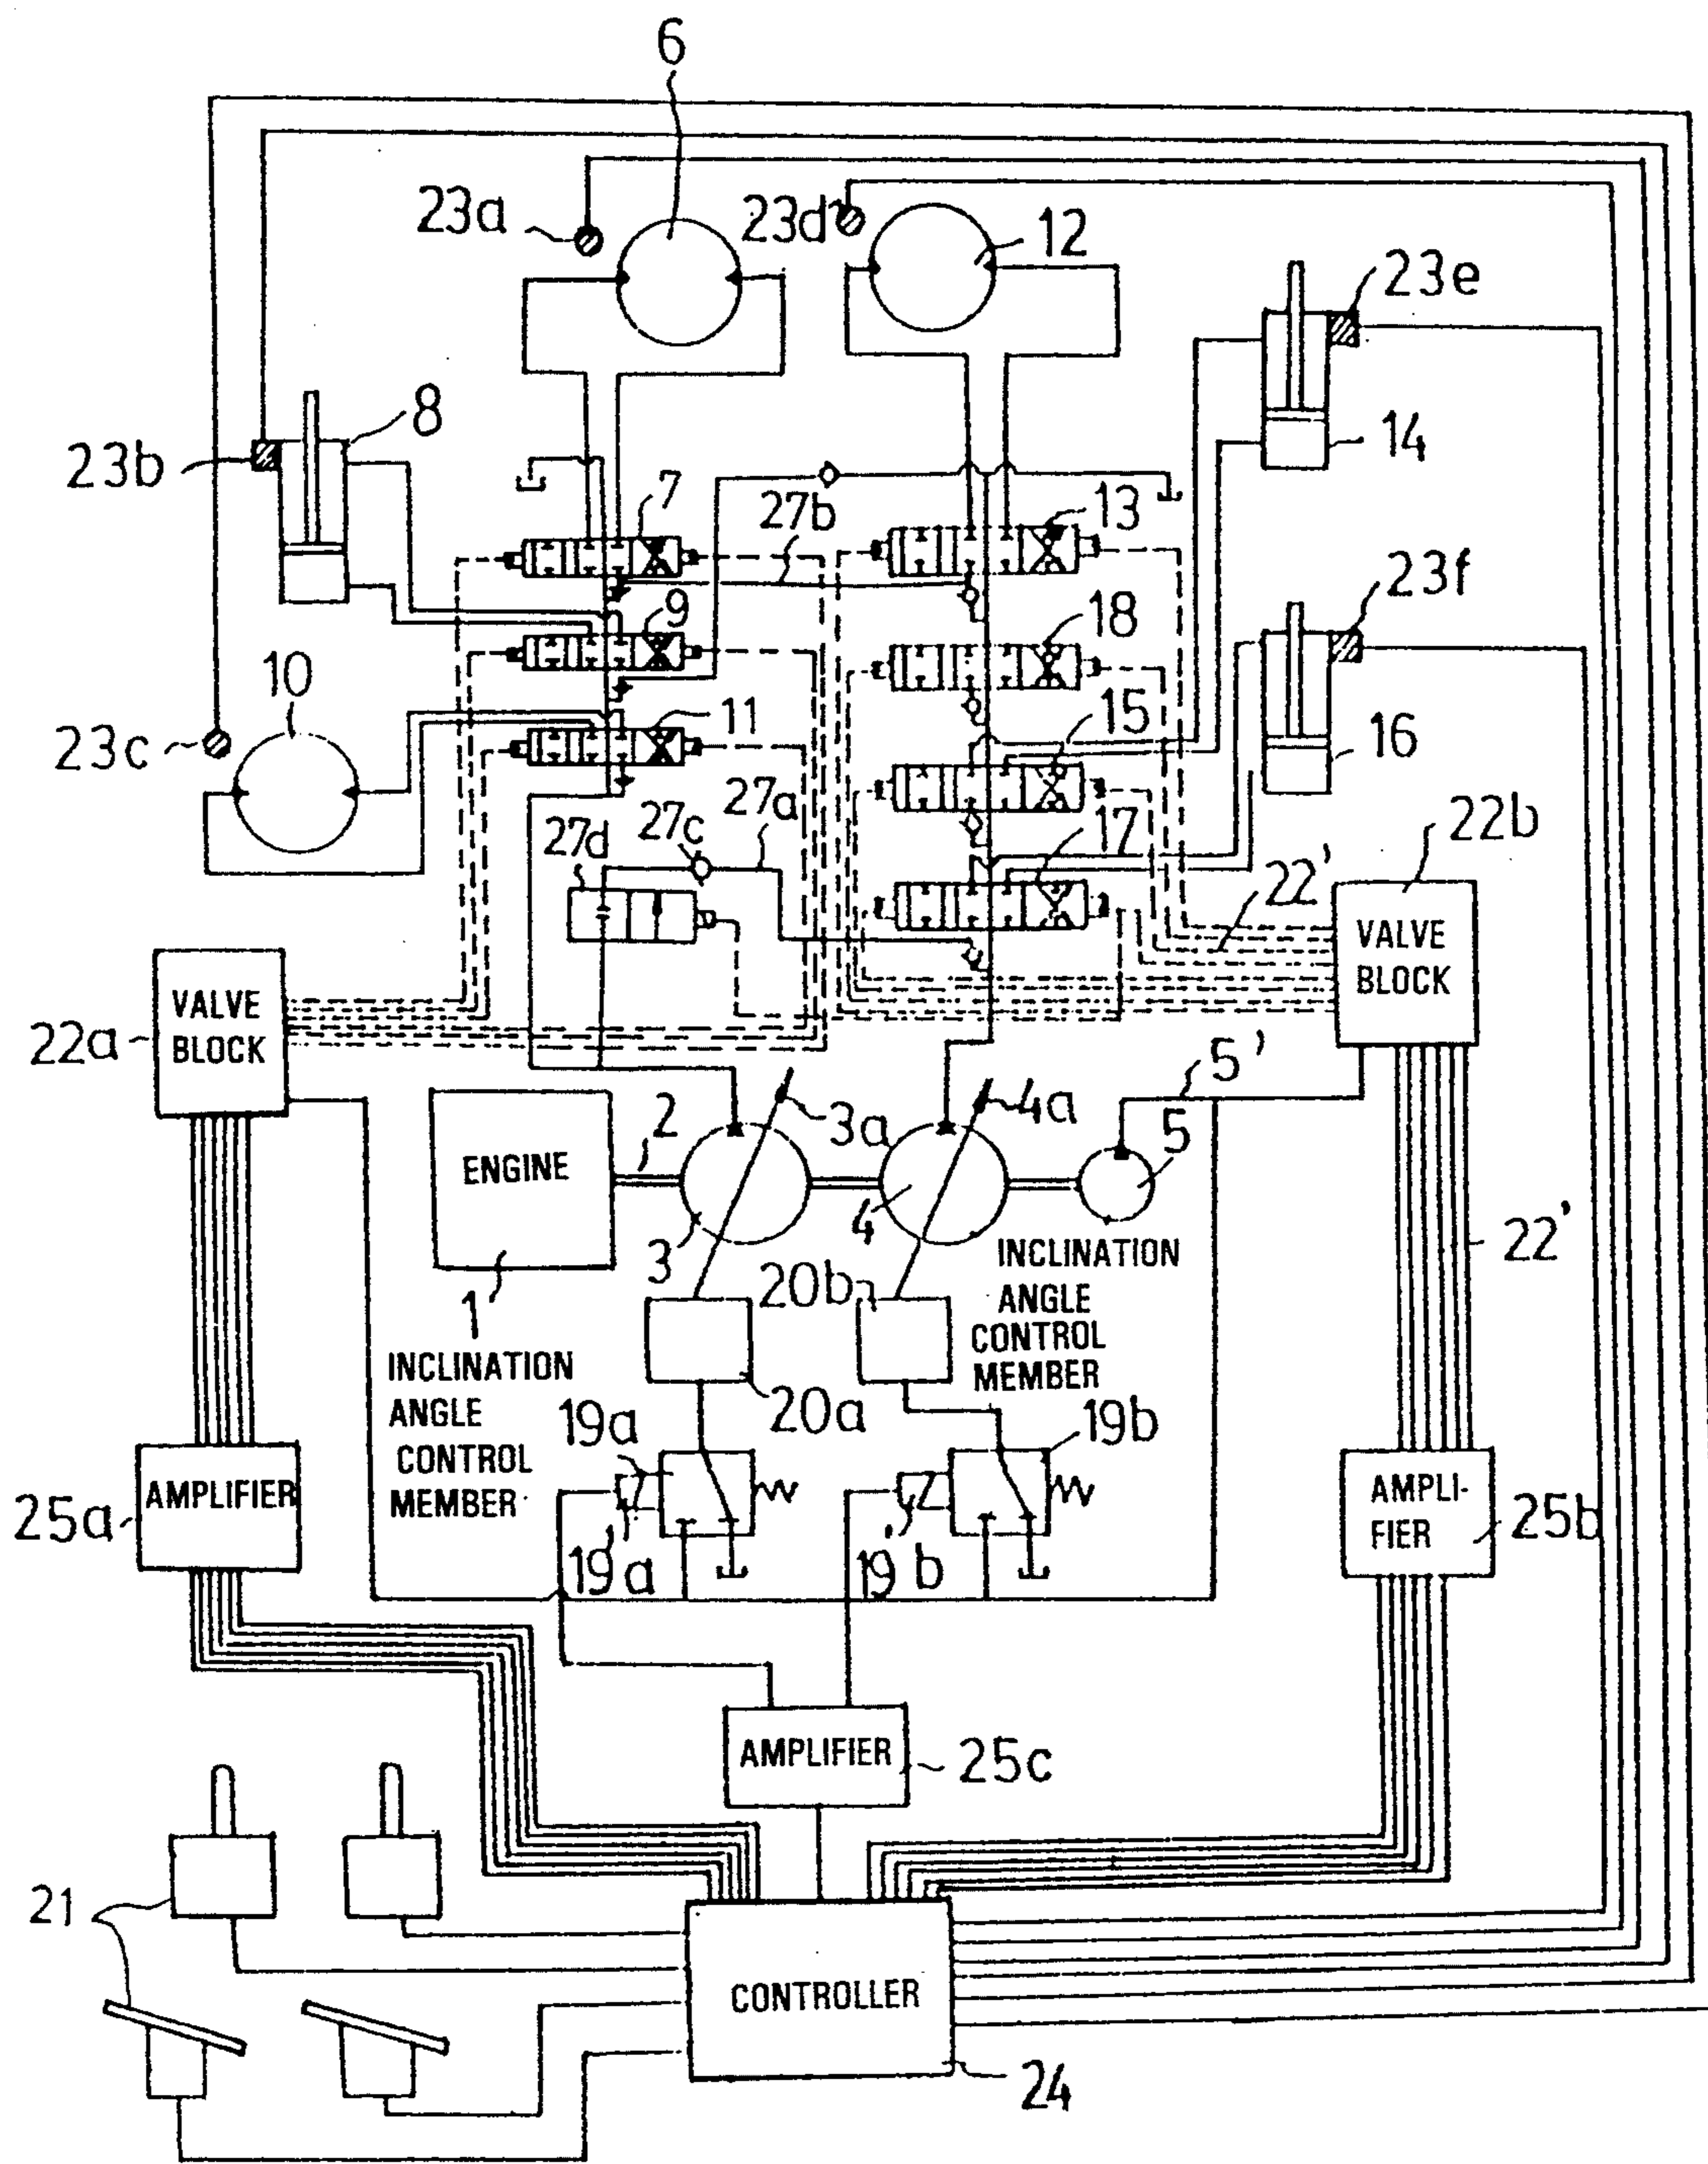 6
23a
23d
12
23e
8
14
23b
7
27b
13
23f
9
18
10
11
15
16
23c
27a
27c
27d
17
22b
22'
VALVE
BLOCK
VALVE
BLOCK
22a
5'
2
3a
4a
5
ENGINE
4
3
22'
1
INCLINATION
ANGLE
CONTROL
MEMBER
20b
INCLINATION
ANGLE
CONTROL
MEMBER
20a
19a
19b
AMPLIFIER
25a
AMPLI-
FIER
25b
19'a
19'b
AMPLIFIER
25c
21
CONTROLLER
24